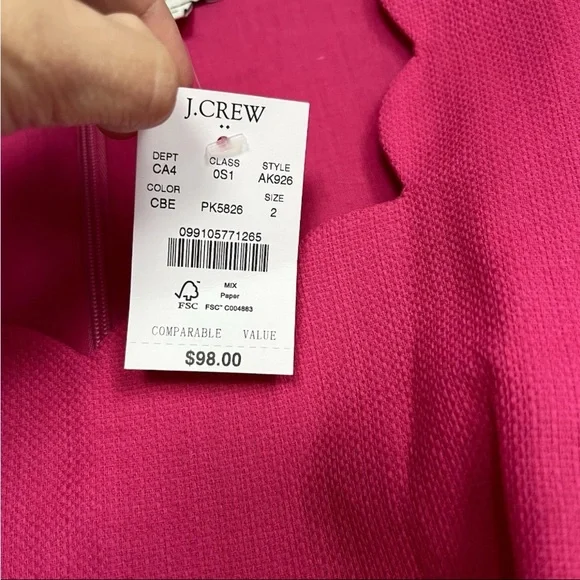 J.CREW
DEPT CLASS STYLE
CA4 0S1 AK926
COLOR SIZE
CBE PK5826 2
099105771265
MIX
Paper
FSC FSC™ C004863
COMPARABLE VALUE
$98.00